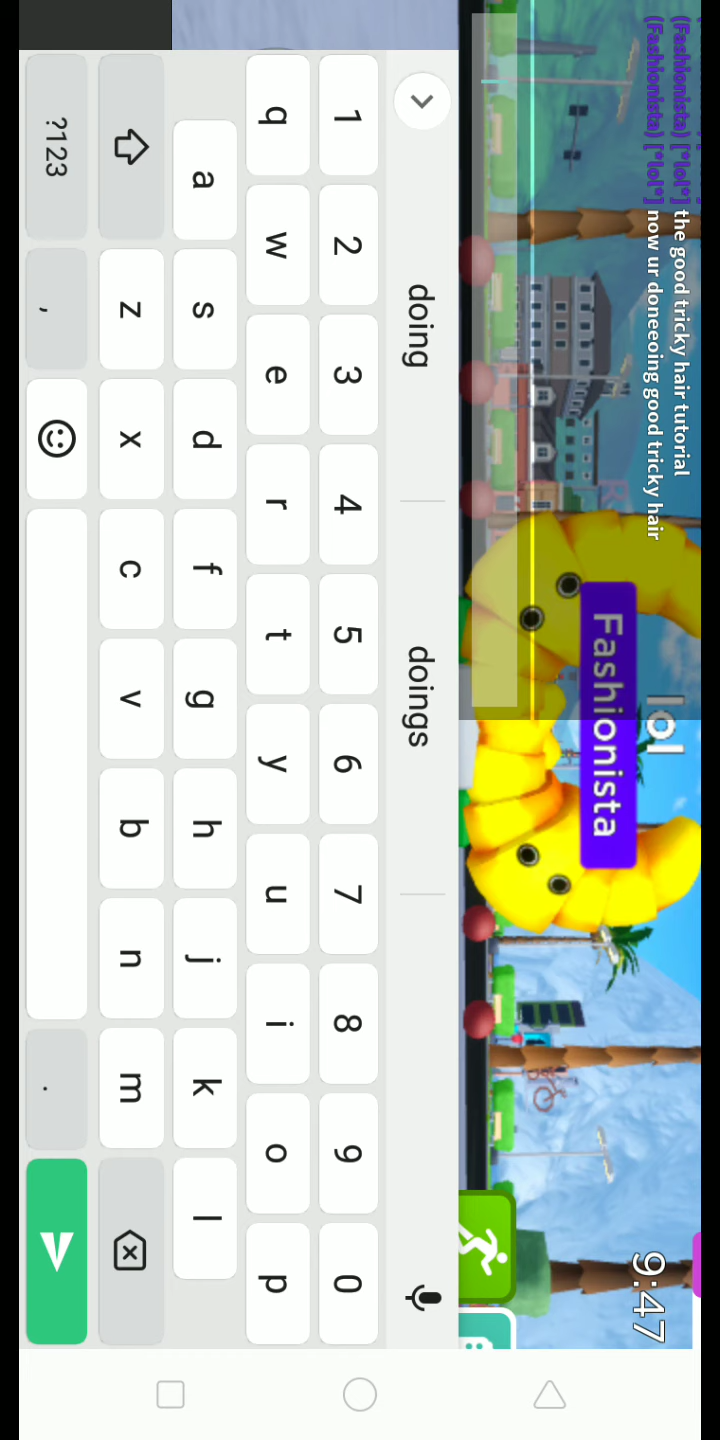 (Fashionista) [*lol*] the good tricky hair tutorial
(Fashionista) [*lol*] now ur doneeoing good tricky hair
lol
Fashionista
9:47
doing
doings
1 2 3 4 5 6 7 8 9 0
q w e r t y u i o p
a s d f g h j k l
z x c v b n m
?123 , .